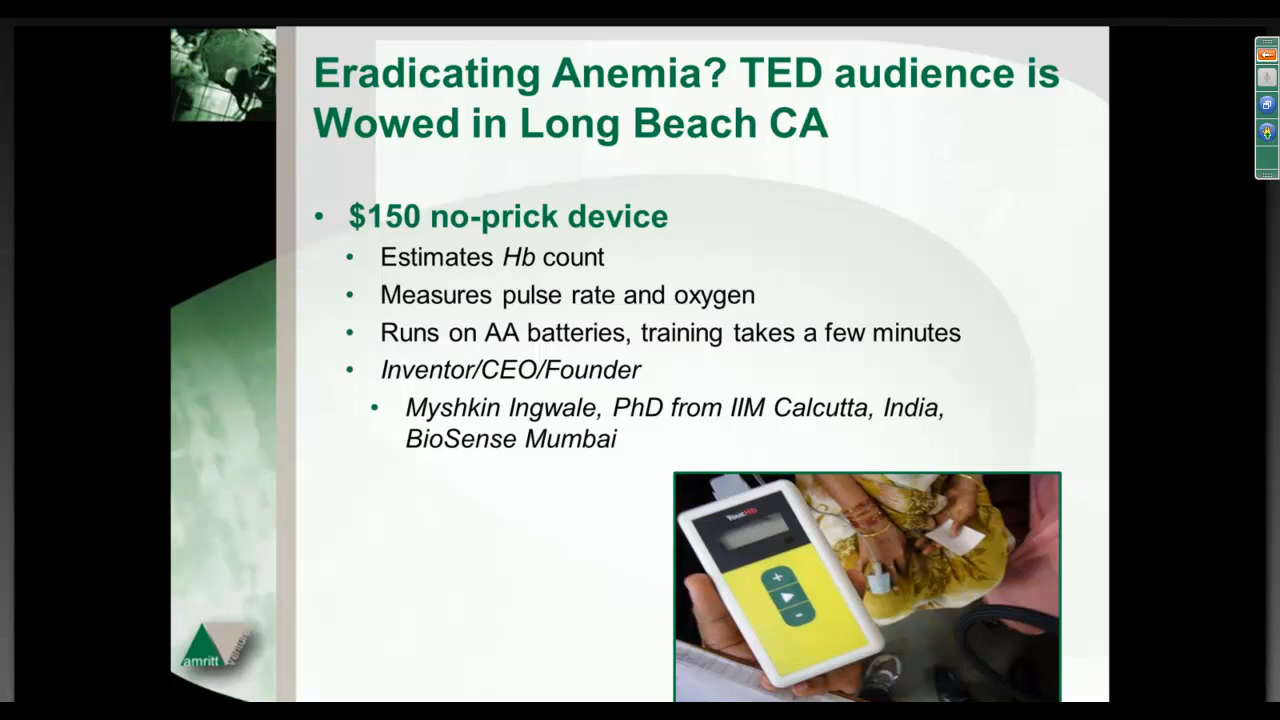 Eradicating Anemia? TED audience is
Wowed in Long Beach CA
• $150 no-prick device
• Estimates Hb count
• Measures pulse rate and oxygen
• Runs on AA batteries, training takes a few minutes
• Inventor/CEO/Founder
• Myshkin Ingwale, PhD from IIM Calcutta, India,
BioSense Mumbai
ToucHb
+
-
amritt